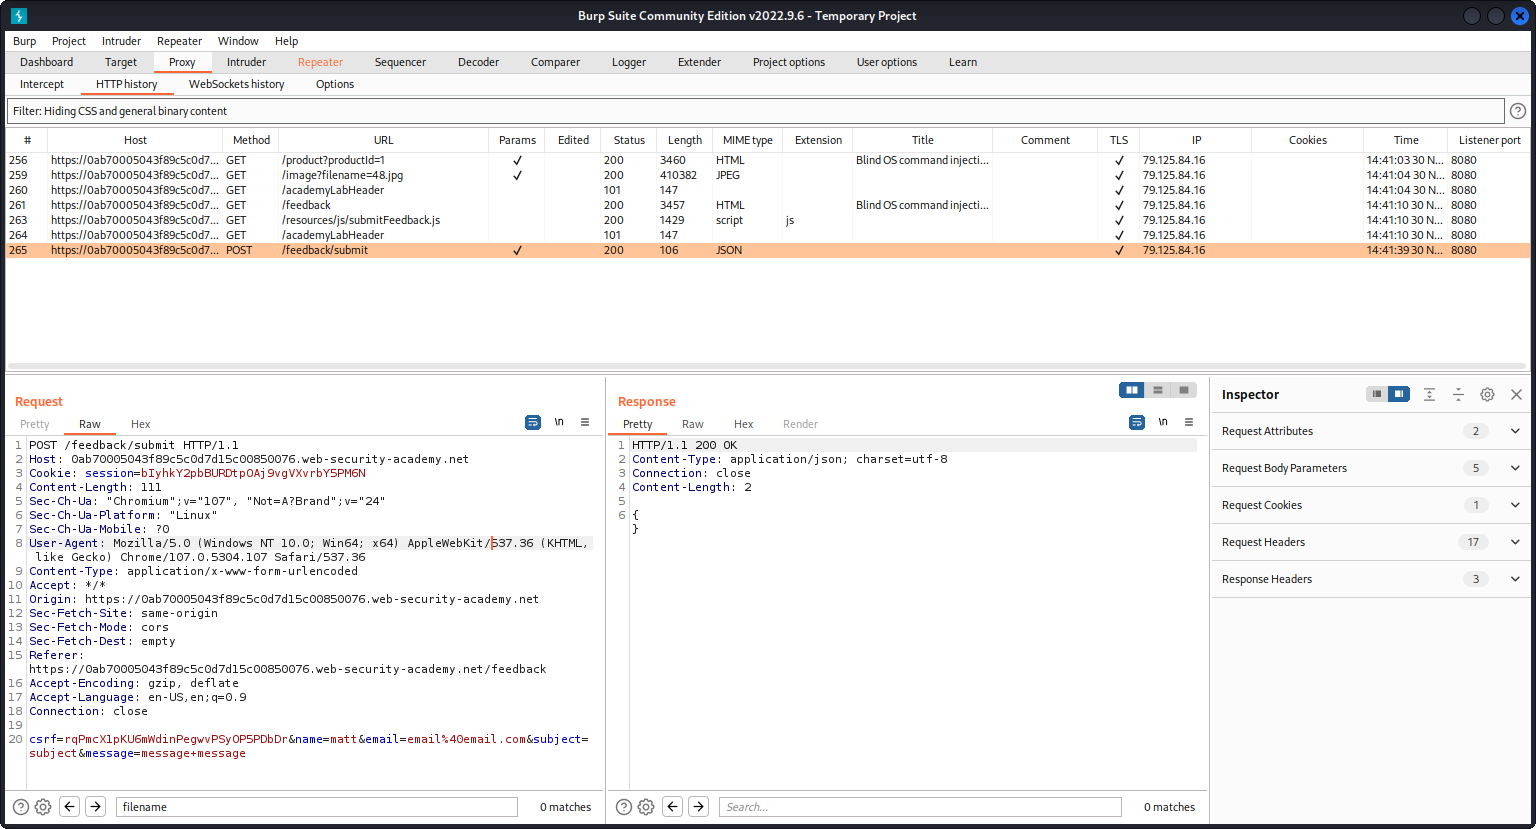 Burp Suite Community Edition v2022.9.6 - Temporary Project
Burp Project Intruder Repeater Window Help
Dashboard Target Proxy Intruder Repeater Sequencer Decoder Comparer Logger Extender Project options User options Learn
Intercept HTTP history WebSockets history Options
Filter: Hiding CSS and general binary content ?
# Host Method URL Params Edited Status Length MIME type Extension Title Comment TLS IP Cookies Time Listener port
256 https://0ab70005043f89c5c0d7... GET /product?productId=1 ✓ 200 3460 HTML Blind OS command injecti... ✓ 79.125.84.16 14:41:03 30 N... 8080
259 https://0ab70005043f89c5c0d7... GET /image?filename=48.jpg ✓ 200 410382 JPEG ✓ 79.125.84.16 14:41:04 30 N... 8080
260 https://0ab70005043f89c5c0d7... GET /academyLabHeader 101 147 ✓ 79.125.84.16 14:41:04 30 N... 8080
261 https://0ab70005043f89c5c0d7... GET /feedback 200 3457 HTML Blind OS command injecti... ✓ 79.125.84.16 14:41:10 30 N... 8080
263 https://0ab70005043f89c5c0d7... GET /resources/js/submitFeedback.js 200 1429 script js ✓ 79.125.84.16 14:41:10 30 N... 8080
264 https://0ab70005043f89c5c0d7... GET /academyLabHeader 101 147 ✓ 79.125.84.16 14:41:10 30 N... 8080
265 https://0ab70005043f89c5c0d7... POST /feedback/submit ✓ 200 106 JSON ✓ 79.125.84.16 14:41:39 30 N... 8080
Request
Pretty Raw Hex \n
1 POST /feedback/submit HTTP/1.1
2 Host: 0ab70005043f89c5c0d7d15c00850076.web-security-academy.net
3 Cookie: session=bIyhkY2pbBURDtpOAj9vgVXvrbY5PM6N
4 Content-Length: 111
5 Sec-Ch-Ua: "Chromium";v="107", "Not=A?Brand";v="24"
6 Sec-Ch-Ua-Platform: "Linux"
7 Sec-Ch-Ua-Mobile: ?0
8 User-Agent: Mozilla/5.0 (Windows NT 10.0; Win64; x64) AppleWebKit/537.36 (KHTML,
like Gecko) Chrome/107.0.5304.107 Safari/537.36
9 Content-Type: application/x-www-form-urlencoded
10 Accept: */*
11 Origin: https://0ab70005043f89c5c0d7d15c00850076.web-security-academy.net
12 Sec-Fetch-Site: same-origin
13 Sec-Fetch-Mode: cors
14 Sec-Fetch-Dest: empty
15 Referer:
https://0ab70005043f89c5c0d7d15c00850076.web-security-academy.net/feedback
16 Accept-Encoding: gzip, deflate
17 Accept-Language: en-US,en;q=0.9
18 Connection: close
19
20 csrf=rqPmcX1pKU6mWdinPegwvPSyOP5PDbDr&name=matt&email=email%40email.com&subject=
subject&message=message+message
? filename 0 matches
Response
Pretty Raw Hex Render \n
1 HTTP/1.1 200 OK
2 Content-Type: application/json; charset=utf-8
3 Connection: close
4 Content-Length: 2
5
6 {
}
? Search... 0 matches
Inspector
Request Attributes 2
Request Body Parameters 5
Request Cookies 1
Request Headers 17
Response Headers 3